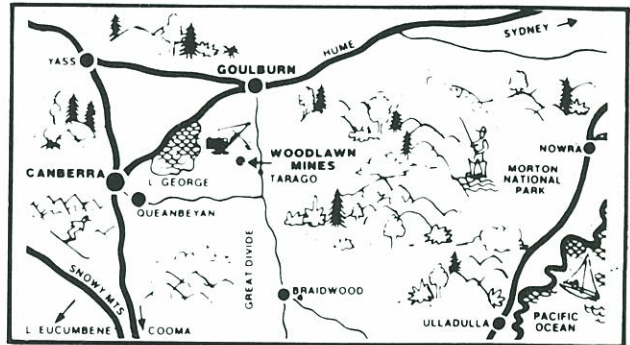 SYDNEY
HUME
YASS
GOULBURN
NOWRA
WOODLAWN
MINES
CANBERRA
L GEORGE
TARAGO
MORTON
NATIONAL
PARK
QUEANBEYAN
GREAT DIVIDE
SNOWY MTS
BRAIDWOOD
L EUCUMBENE
COOMA
ULLADULLA
PACIFIC
OCEAN